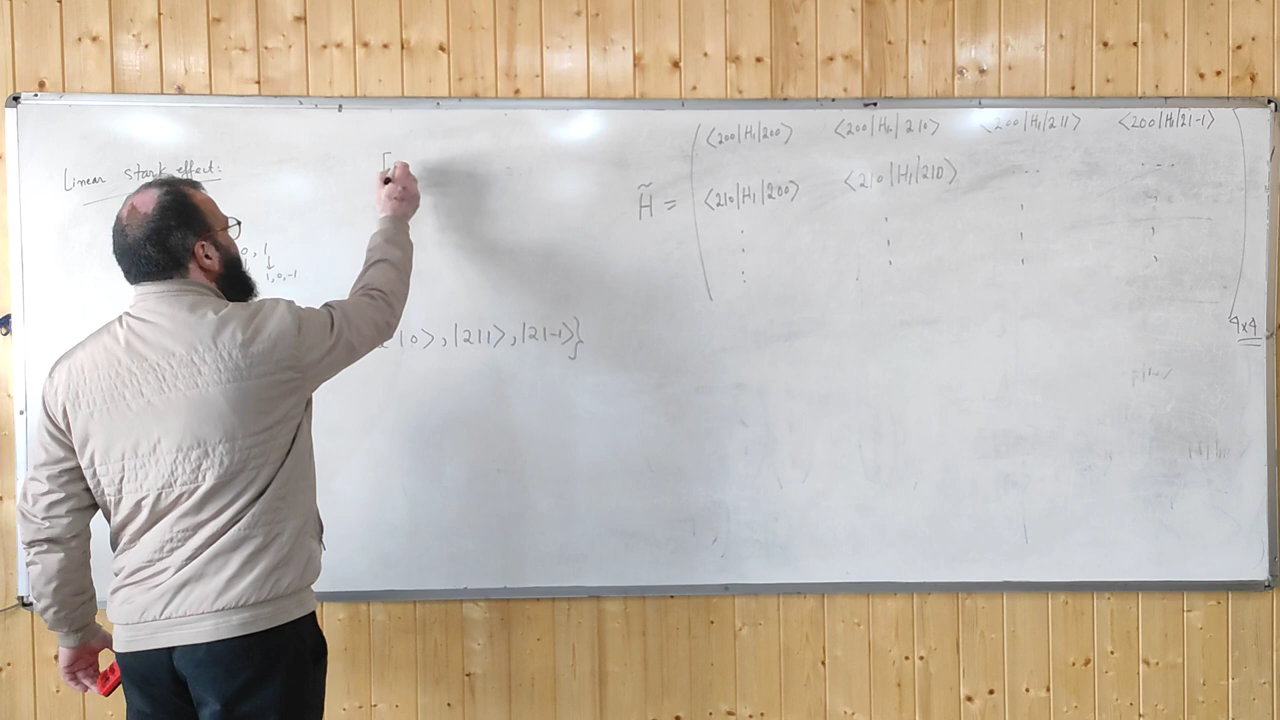 Linear stark effect:
0, 1
↓
1, 0, -1
10⟩, |211⟩, |21-1⟩}
H̃ =
⟨200|H₁|200⟩ ⟨200|H₁|210⟩ ⟨200|H₁|211⟩ ⟨200|H₁|21-1⟩
⟨210|H₁|200⟩ ⟨210|H₁|210⟩ ... ...
4x4